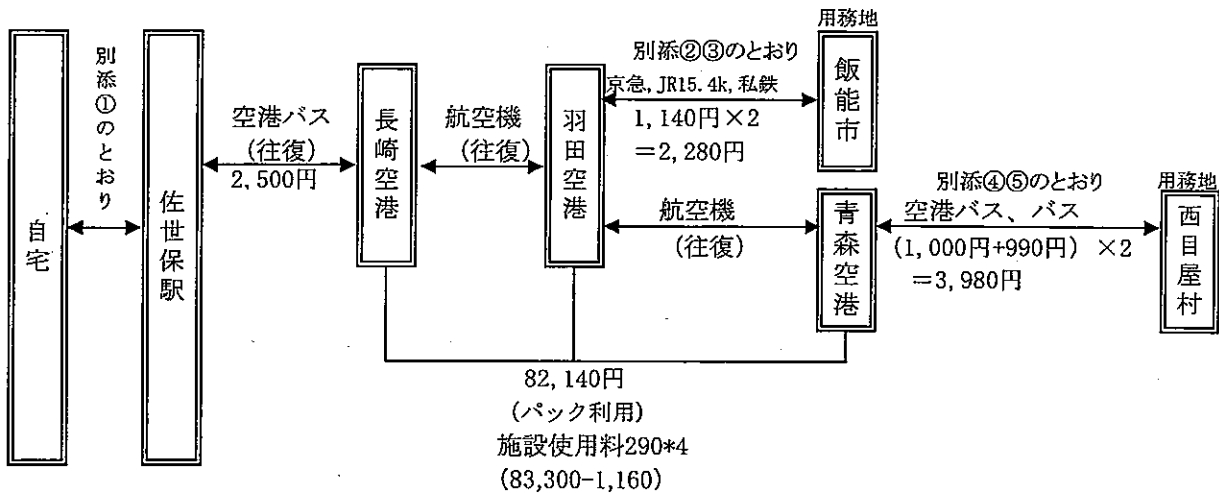 自宅
別添①のとおり
佐世保駅
空港バス
(往復)
2,500円
長崎空港
航空機
(往復)
羽田空港
別添②③のとおり
京急,JR15.4k,私鉄
1,140円×2
＝2,280円
用務地
飯能市
航空機
(往復)
青森空港
別添④⑤のとおり
空港バス、バス
(1,000円+990円) ×2
＝3,980円
用務地
西目屋村
82,140円
(パック利用)
施設使用料290*4
(83,300-1,160)